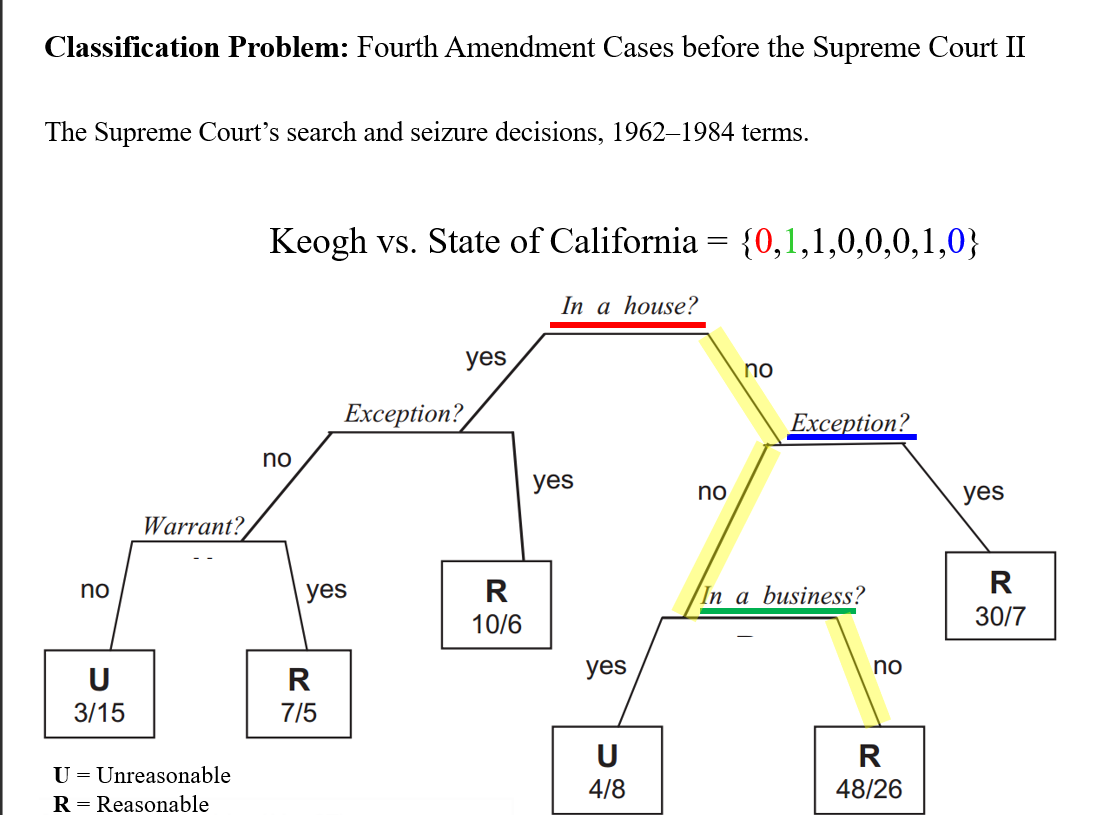 Classification Problem: Fourth Amendment Cases before the Supreme Court II
The Supreme Court’s search and seizure decisions, 1962–1984 terms.
Keogh vs. State of California = {0,1,1,0,0,0,1,0}
In a house?
yes
no
Exception?
Exception?
no
yes
no
yes
Warrant?
no
yes
R
10/6
In a business?
R
30/7
yes
no
U
3/15
R
7/5
U
4/8
R
48/26
U = Unreasonable
R = Reasonable